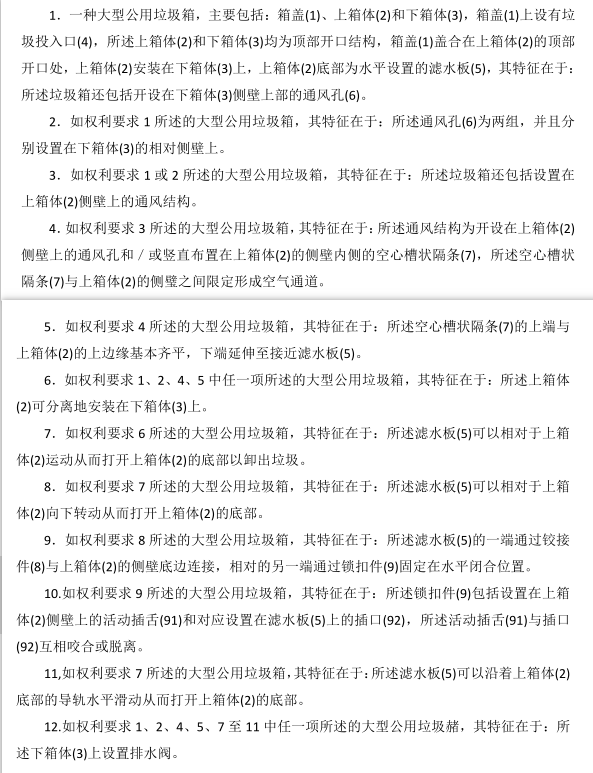 1．一种大型公用垃圾箱，主要包括：箱盖(1)、上箱体(2)和下箱体(3)，箱盖(1)上设有垃
圾投入口(4)，所述上箱体(2)和下箱体(3)均为顶部开口结构，箱盖(1)盖合在上箱体(2)的顶部
开口处，上箱体(2)安装在下箱体(3)上，上箱体(2)底部为水平设置的滤水板(5)，其特征在于：
所述垃圾箱还包括开设在下箱体(3)侧壁上部的通风孔(6)。
2．如权利要求 1 所述的大型公用垃圾箱，其特征在于：所述通风孔(6)为两组，并且分
别设置在下箱体(3)的相对侧壁上。
3．如权利要求 1 或 2 所述的大型公用垃圾箱，其特征在于：所述垃圾箱还包括设置在
上箱体(2)侧壁上的通风结构。
4．如权利要求 3 所述的大型公用垃圾箱，其特征在于：所述通风结构为开设在上箱体(2)
侧壁上的通风孔和／或竖直布置在上箱体(2)的侧壁内侧的空心槽状隔条(7)，所述空心槽状
隔条(7)与上箱体(2)的侧壁之间限定形成空气通道。
5．如权利要求 4 所述的大型公用垃圾箱，其特征在于：所述空心槽状隔条(7)的上端与
上箱体(2)的上边缘基本齐平，下端延伸至接近滤水板(5)。
6．如权利要求 1、2、4、5 中任一项所述的大型公用垃圾箱，其特征在于：所述上箱体
(2)可分离地安装在下箱体(3)上。
7．如权利要求 6 所述的大型公用垃圾箱，其特征在于：所述滤水板(5)可以相对于上箱
体(2)运动从而打开上箱体(2)的底部以卸出垃圾。
8．如权利要求 7 所述的大型公用垃圾箱，其特征在于：所述滤水板(5)可以相对于上箱
体(2)向下转动从而打开上箱体(2)的底部。
9．如权利要求 8 所述的大型公用垃圾箱，其特征在于：所述滤水板(5)的一端通过铰接
件(8)与上箱体(2)的侧壁底边连接，相对的另一端通过锁扣件(9)固定在水平闭合位置。
10.如权利要求 9 所述的大型公用垃圾箱，其特征在于：所述锁扣件(9)包括设置在上箱
体(2)侧壁上的活动插舌(91)和对应设置在滤水板(5)上的插口(92)，所述活动插舌(91)与插口
(92)互相咬合或脱离。
11,如权利要求 7 所述的大型公用垃圾箱，其特征在于：所述滤水板(5)可以沿着上箱体(2)
底部的导轨水平滑动从而打开上箱体(2)的底部。
12.如权利要求 1、2、4、5、7 至 11 中任一项所述的大型公用垃圾赭，其特征在于：所
述下箱体(3)上设置排水阀。